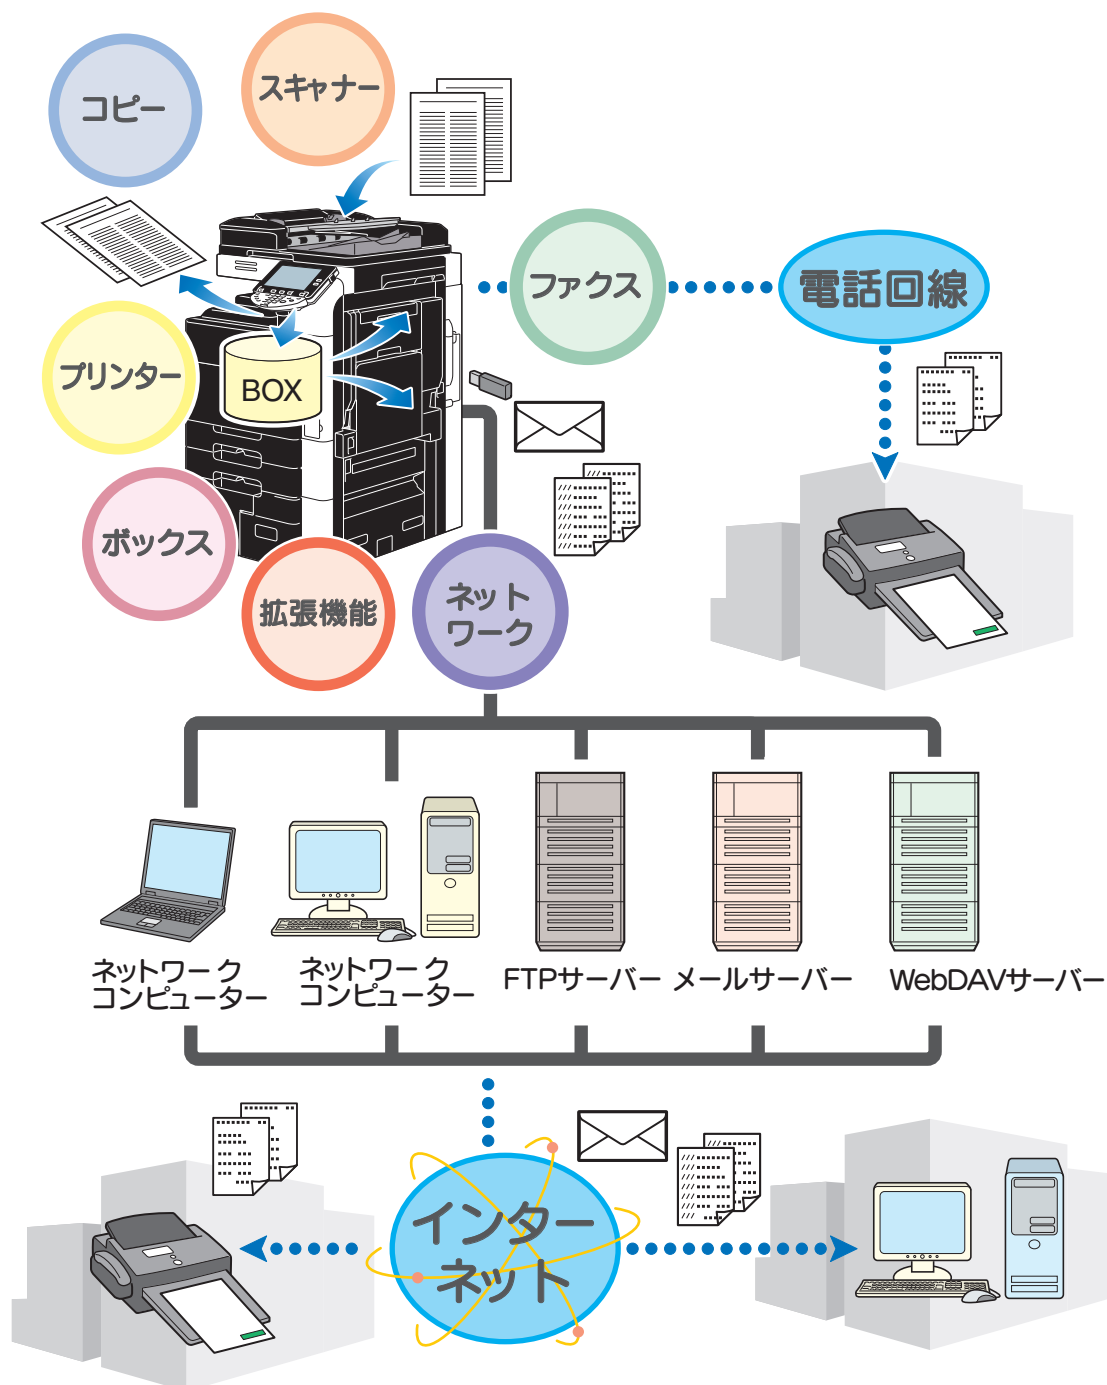 コピー
スキャナー
ファクス
電話回線
プリンター
BOX
ボックス
拡張機能
ネット
ワーク
ネットワーク
コンピューター
ネットワーク
コンピューター
FTPサーバー
メールサーバー
WebDAVサーバー
インター
ネット